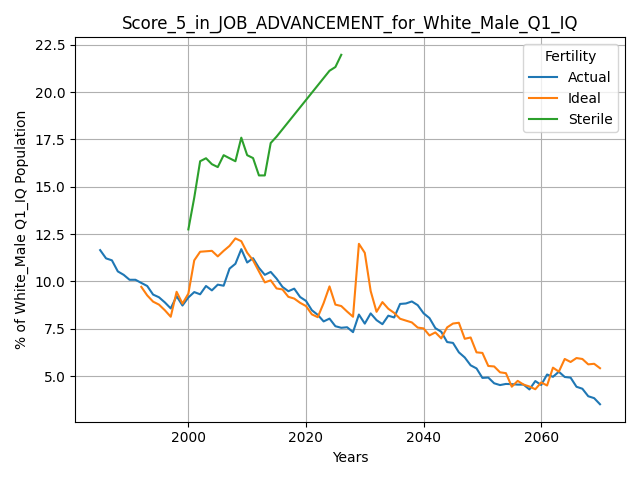 Score_5_in_JOB_ADVANCEMENT_for_White_Male_Q1_IQ
Fertility
Actual
Ideal
Sterile
% of White_Male Q1_IQ Population
22.5
20.0
17.5
15.0
12.5
10.0
7.5
5.0
2000
2020
2040
2060
Years